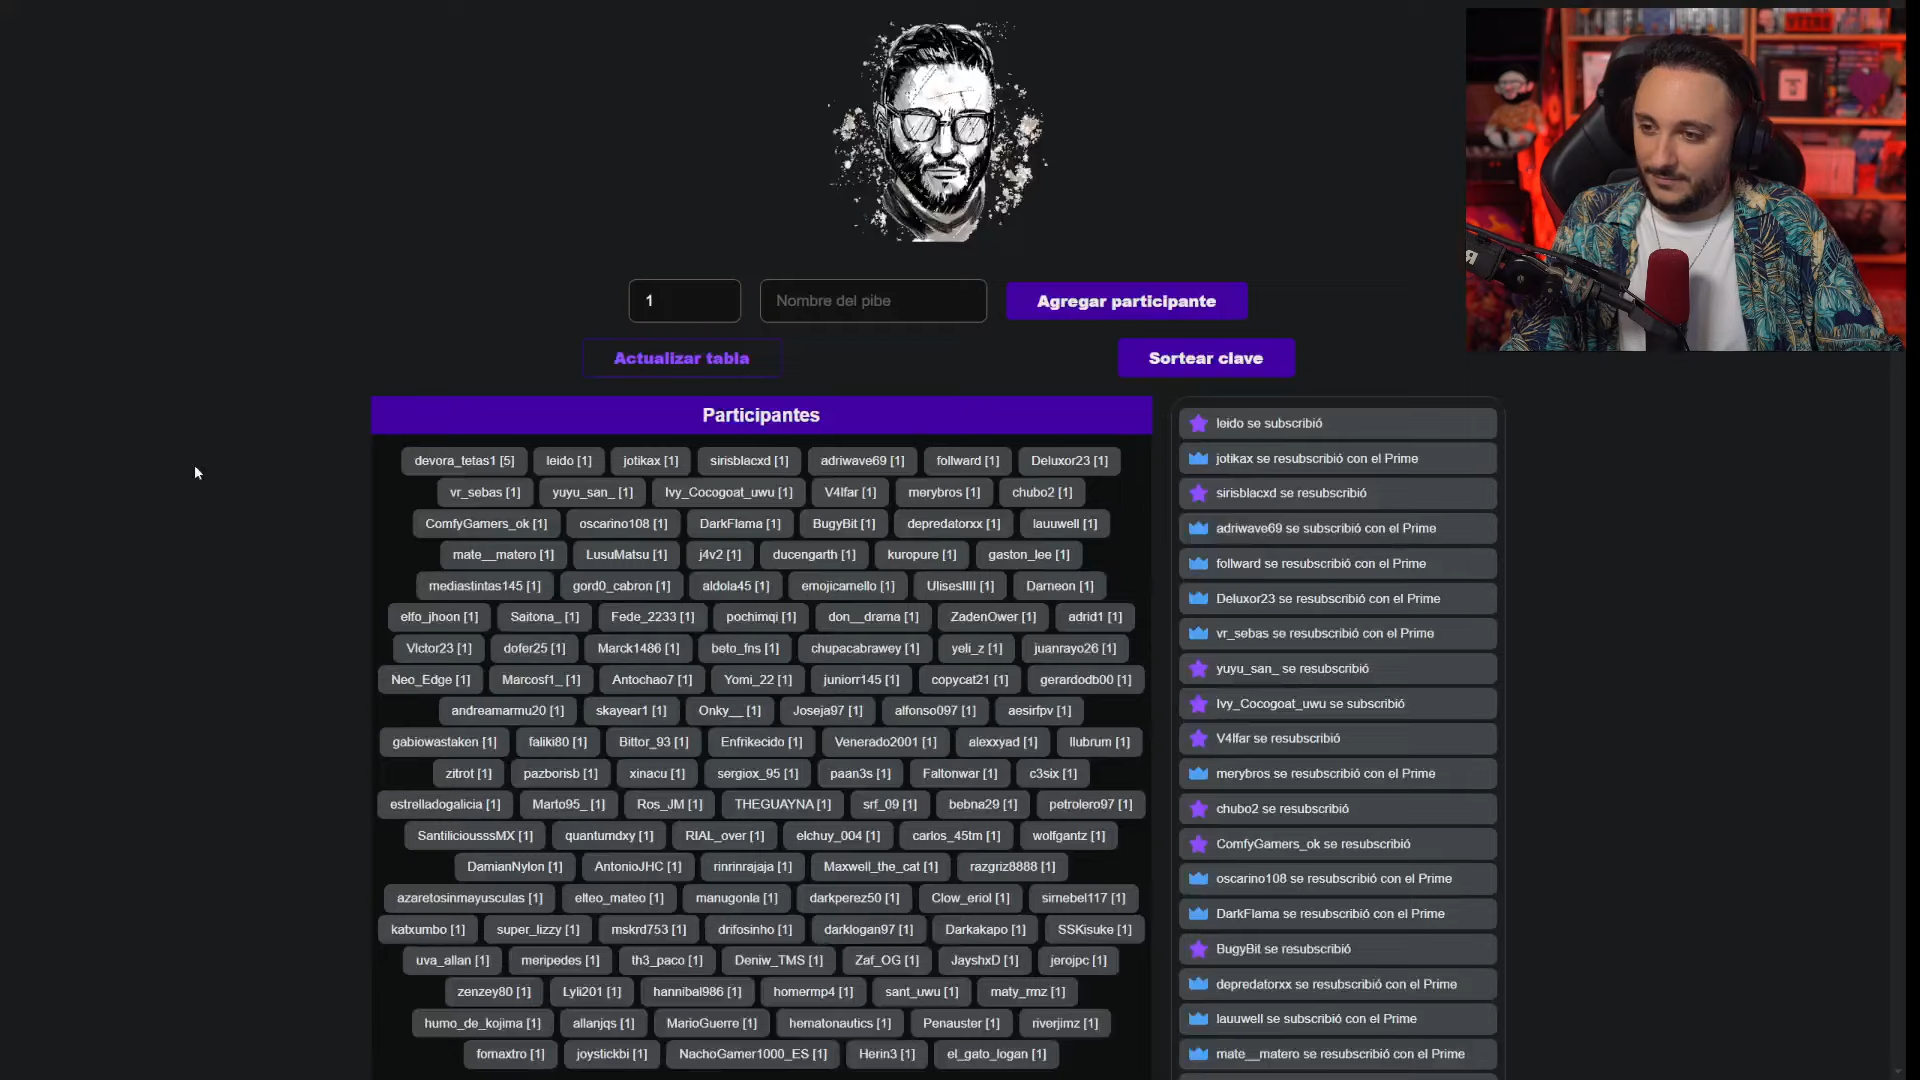 1
Nombre del pibe
Agregar participante
Actualizar tabla
Sortear clave
Participantes
devora_tetas1 [5] leido [1] jotikax [1] sirisblacxd [1] adriwave69 [1] follward [1] Deluxor23 [1]
vr_sebas [1] yuyu_san_ [1] Ivy_Cocogoat_uwu [1] V4lfar [1] merybros [1] chubo2 [1]
ComfyGamers_ok [1] oscarino108 [1] DarkFlama [1] BugyBit [1] depredatorxx [1] lauuwell [1]
mate__matero [1] LusuMatsu [1] j4v2 [1] ducengarth [1] kuropure [1] gaston_lee [1]
mediastintas145 [1] gord0_cabron [1] aldola45 [1] emojicamello [1] UlisesIIII [1] Darneon [1]
elfo_jhoon [1] Saitona_ [1] Fede_2233 [1] pochimqi [1] don__drama [1] ZadenOwer [1] adrid1 [1]
VIctor23 [1] dofer25 [1] Marck1486 [1] beto_fns [1] chupacabrawey [1] yeli_z [1] juanrayo26 [1]
Neo_Edge [1] Marcosf1_ [1] Antochao7 [1] Yomi_22 [1] juniorr145 [1] copycat21 [1] gerardodb00 [1]
andreamarmu20 [1] skayear1 [1] Onky__ [1] Joseja97 [1] alfonso097 [1] aesirfpv [1]
gabiowastaken [1] faliki80 [1] Bittor_93 [1] Enfrikecido [1] Venerado2001 [1] alexxyad [1] llubrum [1]
zitrot [1] pazborisb [1] xinacu [1] sergiox_95 [1] paan3s [1] Faltonwar [1] c3six [1]
estrelladogalicia [1] Marto95_ [1] Ros_JM [1] THEGUAYNA [1] srf_09 [1] bebna29 [1] petrolero97 [1]
SantiliciousssMX [1] quantumdxy [1] RIAL_over [1] elchuy_004 [1] carlos_45tm [1] wolfgantz [1]
DamianNylon [1] AntonioJHC [1] rinrinrajaja [1] Maxwell_the_cat [1] razgriz8888 [1]
azaretosinmayusculas [1] elteo_mateo [1] manugonla [1] darkperez50 [1] Clow_eriol [1] simebel117 [1]
katxumbo [1] super_lizzy [1] mskrd753 [1] drifosinho [1] darklogan97 [1] Darkakapo [1] SSKisuke [1]
uva_allan [1] meripedes [1] th3_paco [1] Deniw_TMS [1] Zaf_OG [1] JayshxD [1] jerojpc [1]
zenzey80 [1] Lyli201 [1] hannibal986 [1] homermp4 [1] sant_uwu [1] maty_rmz [1]
humo_de_kojima [1] allanjqs [1] MarioGuerre [1] hematonautics [1] Penauster [1] riverjimz [1]
fomaxtro [1] joystickbi [1] NachoGamer1000_ES [1] Herin3 [1] el_gato_logan [1]
leido se subscribió
jotikax se resubscribió con el Prime
sirisblacxd se resubscribió
adriwave69 se subscribió con el Prime
follward se resubscribió con el Prime
Deluxor23 se resubscribió con el Prime
vr_sebas se resubscribió con el Prime
yuyu_san_ se resubscribió
Ivy_Cocogoat_uwu se subscribió
V4lfar se resubscribió
merybros se resubscribió con el Prime
chubo2 se resubscribió
ComfyGamers_ok se resubscribió
oscarino108 se resubscribió con el Prime
DarkFlama se resubscribió con el Prime
BugyBit se resubscribió
depredatorxx se resubscribió con el Prime
lauuwell se subscribió con el Prime
mate__matero se resubscribió con el Prime